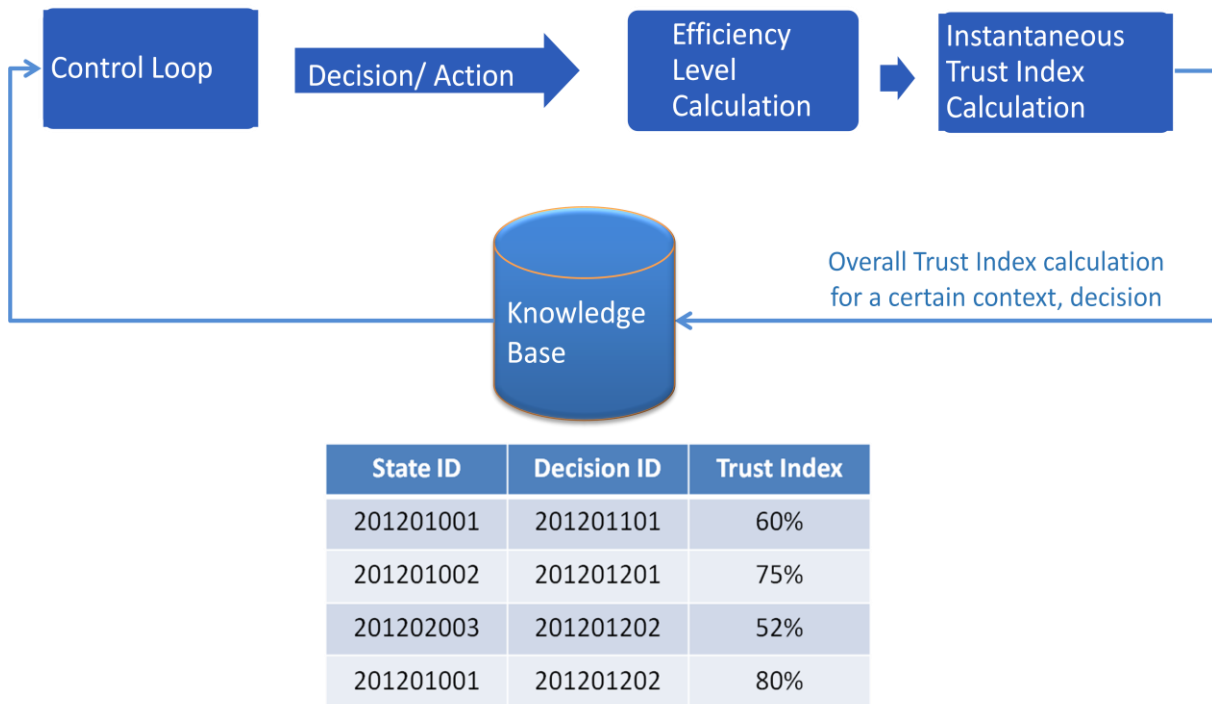 Control Loop
Decision/ Action
Efficiency
Level
Calculation
Instantaneous
Trust Index
Calculation
Overall Trust Index calculation
for a certain context, decision
Knowledge
Base
State ID Decision ID Trust Index
201201001 201201101 60%
201201002 201201201 75%
201202003 201201202 52%
201201001 201201202 80%